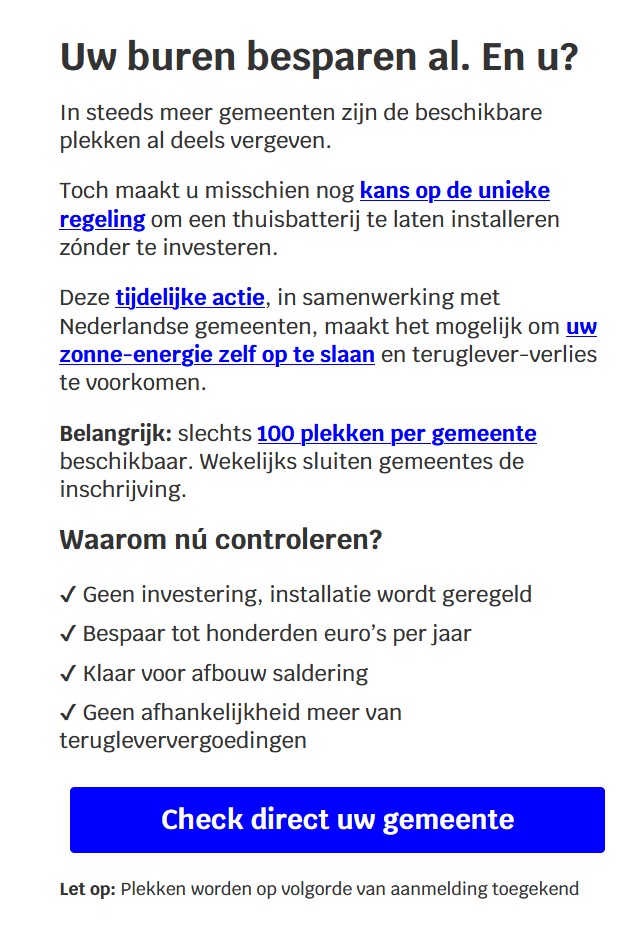 Uw buren besparen al. En u?
In steeds meer gemeenten zijn de beschikbare
plekken al deels vergeven.
Toch maakt u misschien nog kans op de unieke
regeling om een thuisbatterij te laten installeren
zónder te investeren.
Deze tijdelijke actie, in samenwerking met
Nederlandse gemeenten, maakt het mogelijk om uw
zonne-energie zelf op te slaan en teruglever-verlies
te voorkomen.
Belangrijk: slechts 100 plekken per gemeente
beschikbaar. Wekelijks sluiten gemeentes de
inschrijving.
Waarom nú controleren?
✓ Geen investering, installatie wordt geregeld
✓ Bespaar tot honderden euro’s per jaar
✓ Klaar voor afbouw saldering
✓ Geen afhankelijkheid meer van
terugleververgoedingen
Check direct uw gemeente
Let op: Plekken worden op volgorde van aanmelding toegekend